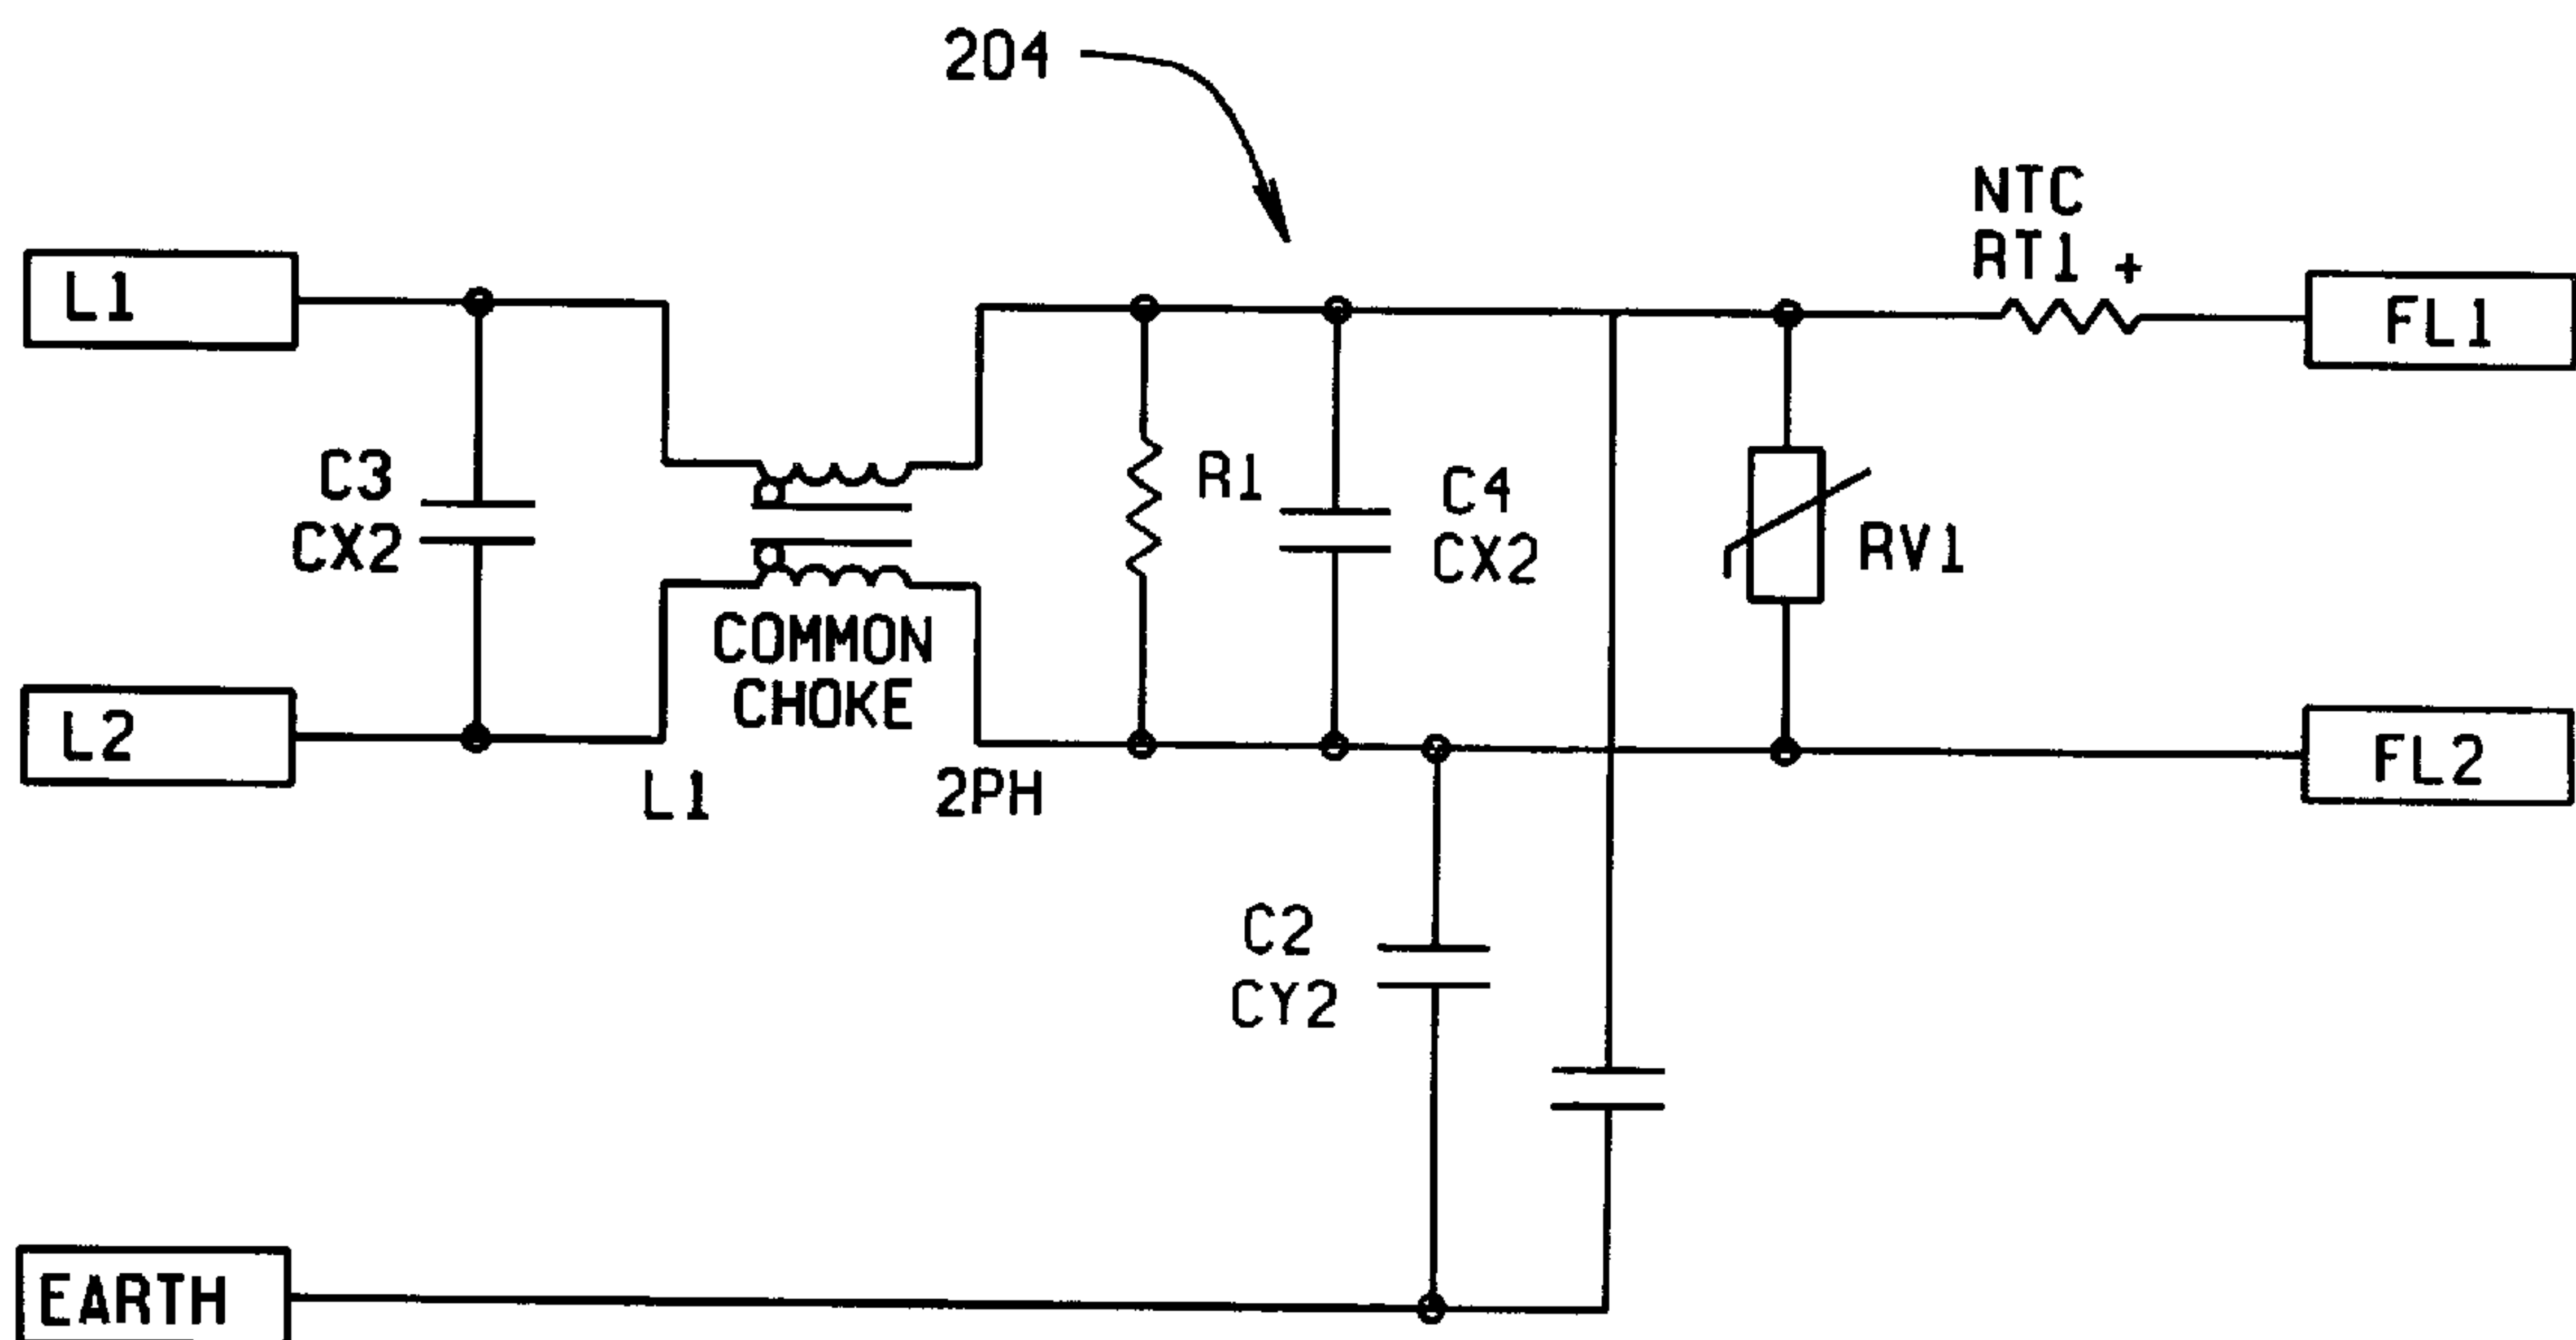 204
NTC
RT1 +
L1
FL1
C3
CX2
R1
C4
CX2
RV1
COMMON
CHOKE
L2
FL2
L1
2PH
C2
CY2
EARTH